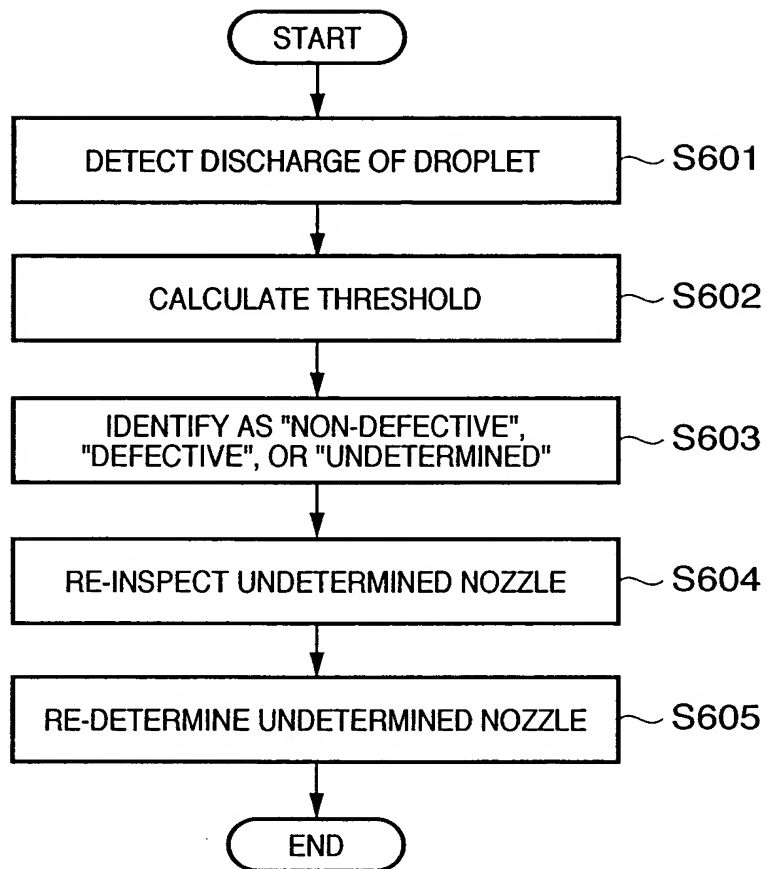 START
DETECT DISCHARGE OF DROPLET
S601
CALCULATE THRESHOLD
S602
IDENTIFY AS "NON-DEFECTIVE",
"DEFECTIVE", OR "UNDETERMINED"
S603
RE-INSPECT UNDETERMINED NOZZLE
S604
RE-DETERMINE UNDETERMINED NOZZLE
S605
END